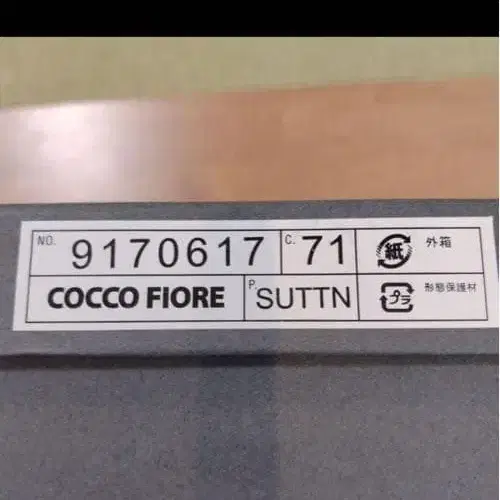 NO. 9170617 C. 71 紙 外箱
COCCO FIORE P. SUTTN プラ 形態保護材